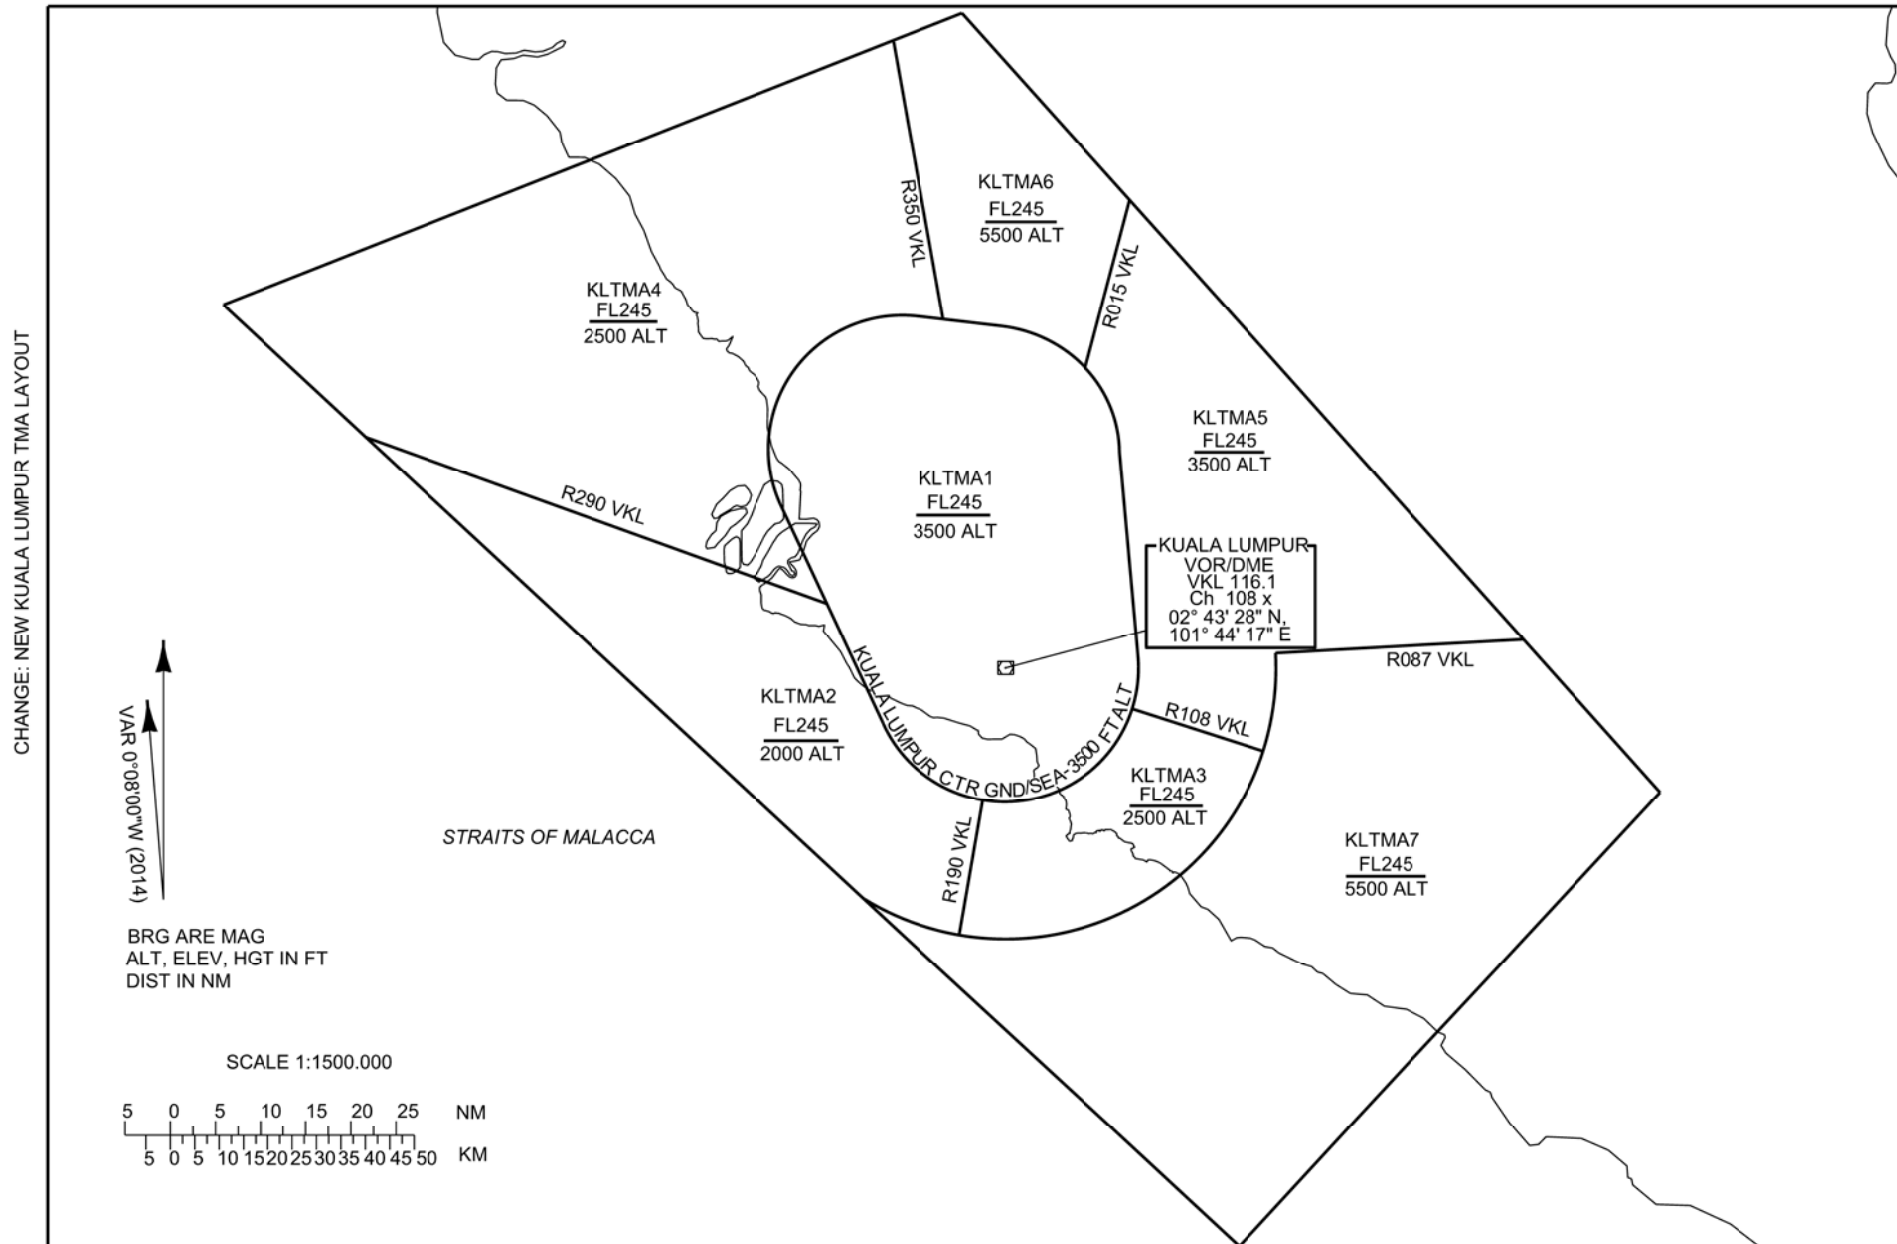 CHANGE: NEW KUALA LUMPUR TMA LAYOUT
R350 VKL
KLTMA6
FL245
5500 ALT
R015 VKL
KLTMA4
FL245
2500 ALT
KLTMA5
FL245
3500 ALT
R290 VKL
KLTMA1
FL245
3500 ALT
KUALA LUMPUR
VOR/DME
VKL 116.1
Ch 108 x
02° 43' 28" N,
101° 44' 17" E
R087 VKL
KLTMA2
FL245
2000 ALT
KUALA LUMPUR CTR GND/SEA-3500 FT ALT
R108 VKL
KLTMA3
FL245
2500 ALT
R190 VKL
KLTMA7
FL245
5500 ALT
STRAITS OF MALACCA
VAR 0°08'00"W (2014)
BRG ARE MAG
ALT, ELEV, HGT IN FT
DIST IN NM
SCALE 1:1500.000
5 0 5 10 15 20 25 NM
5 0 5 10 15 20 25 30 35 40 45 50 KM